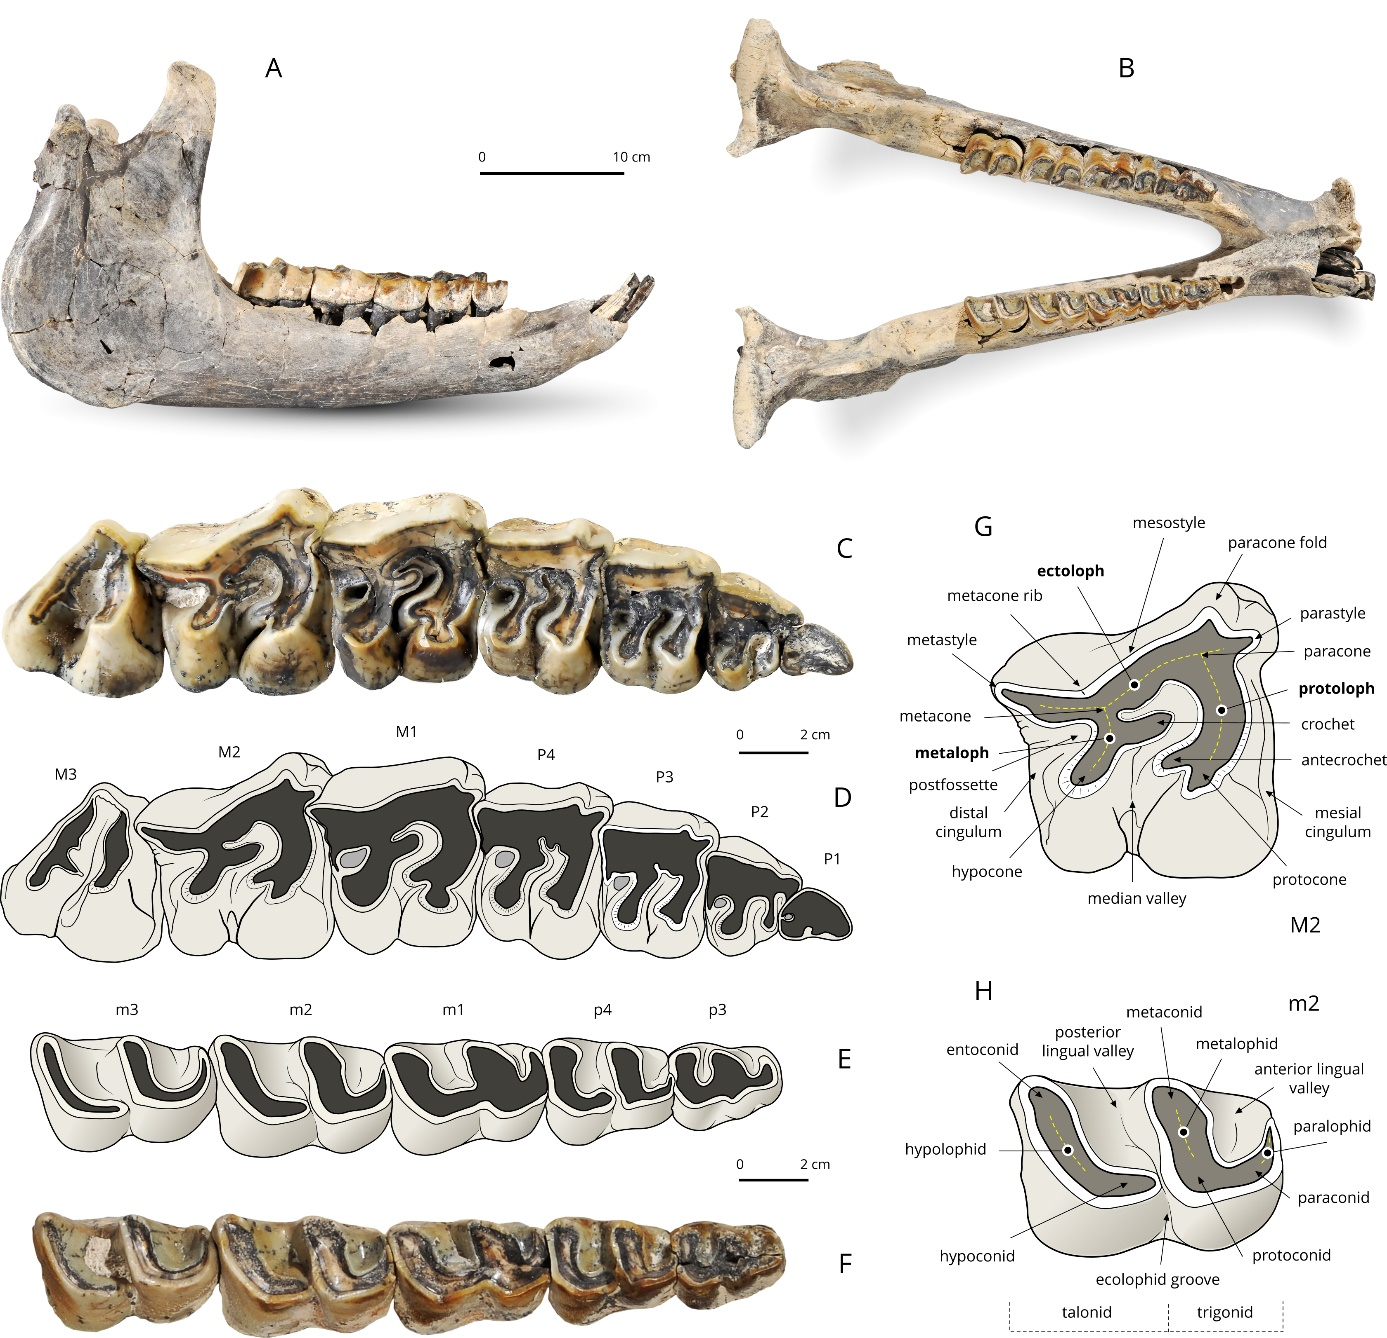 A
B
0 10 cm
C
0 2 cm
M3
M2
M1
P4
P3
P2
P1
D
m3
m2
m1
p4
p3
E
0 2 cm
F
G
mesostyle
paracone fold
ectoloph
metacone rib
parastyle
metastyle
paracone
protoloph
metacone
crochet
metaloph
antecrochet
postfossette
distal
cingulum
mesial
cingulum
hypocone
protocone
median valley
M2
H
m2
metaconid
posterior
lingual valley
entoconid
metalophid
anterior lingual
valley
paralophid
hypolophid
paraconid
hypoconid
protoconid
ecolophid groove
talonid
trigonid